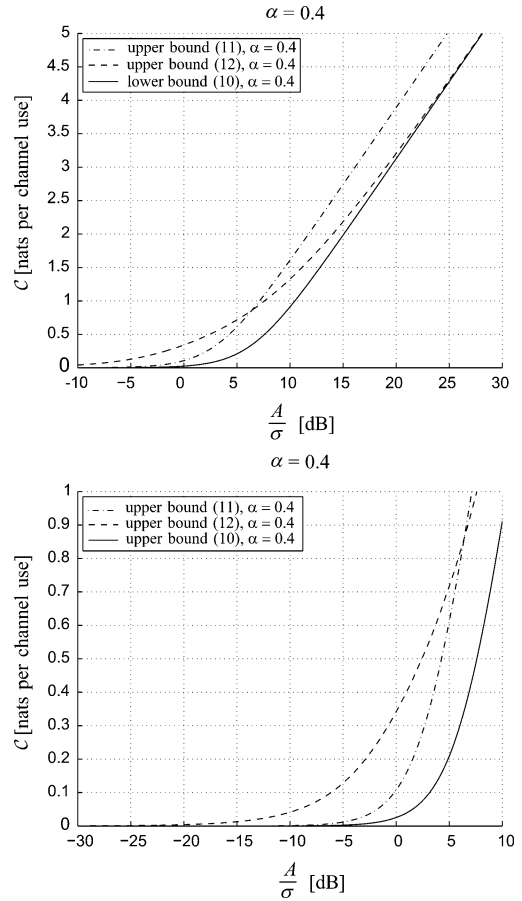 α = 0.4
5
4.5
4
3.5
3
2.5
2
1.5
1
0.5
0
C [nats per channel use]
upper bound (11), α = 0.4
upper bound (12), α = 0.4
lower bound (10), α = 0.4
-10 −5 0 5 10 15 20 25 30
A
σ [dB]
α = 0.4
1
0.9
0.8
0.7
0.6
0.5
0.4
0.3
0.2
0.1
0
C [nats per channel use]
upper bound (11), α = 0.4
upper bound (12), α = 0.4
upper bound (10), α = 0.4
−30 −25 −20 −15 −10 −5 0 5 10
A
σ [dB]